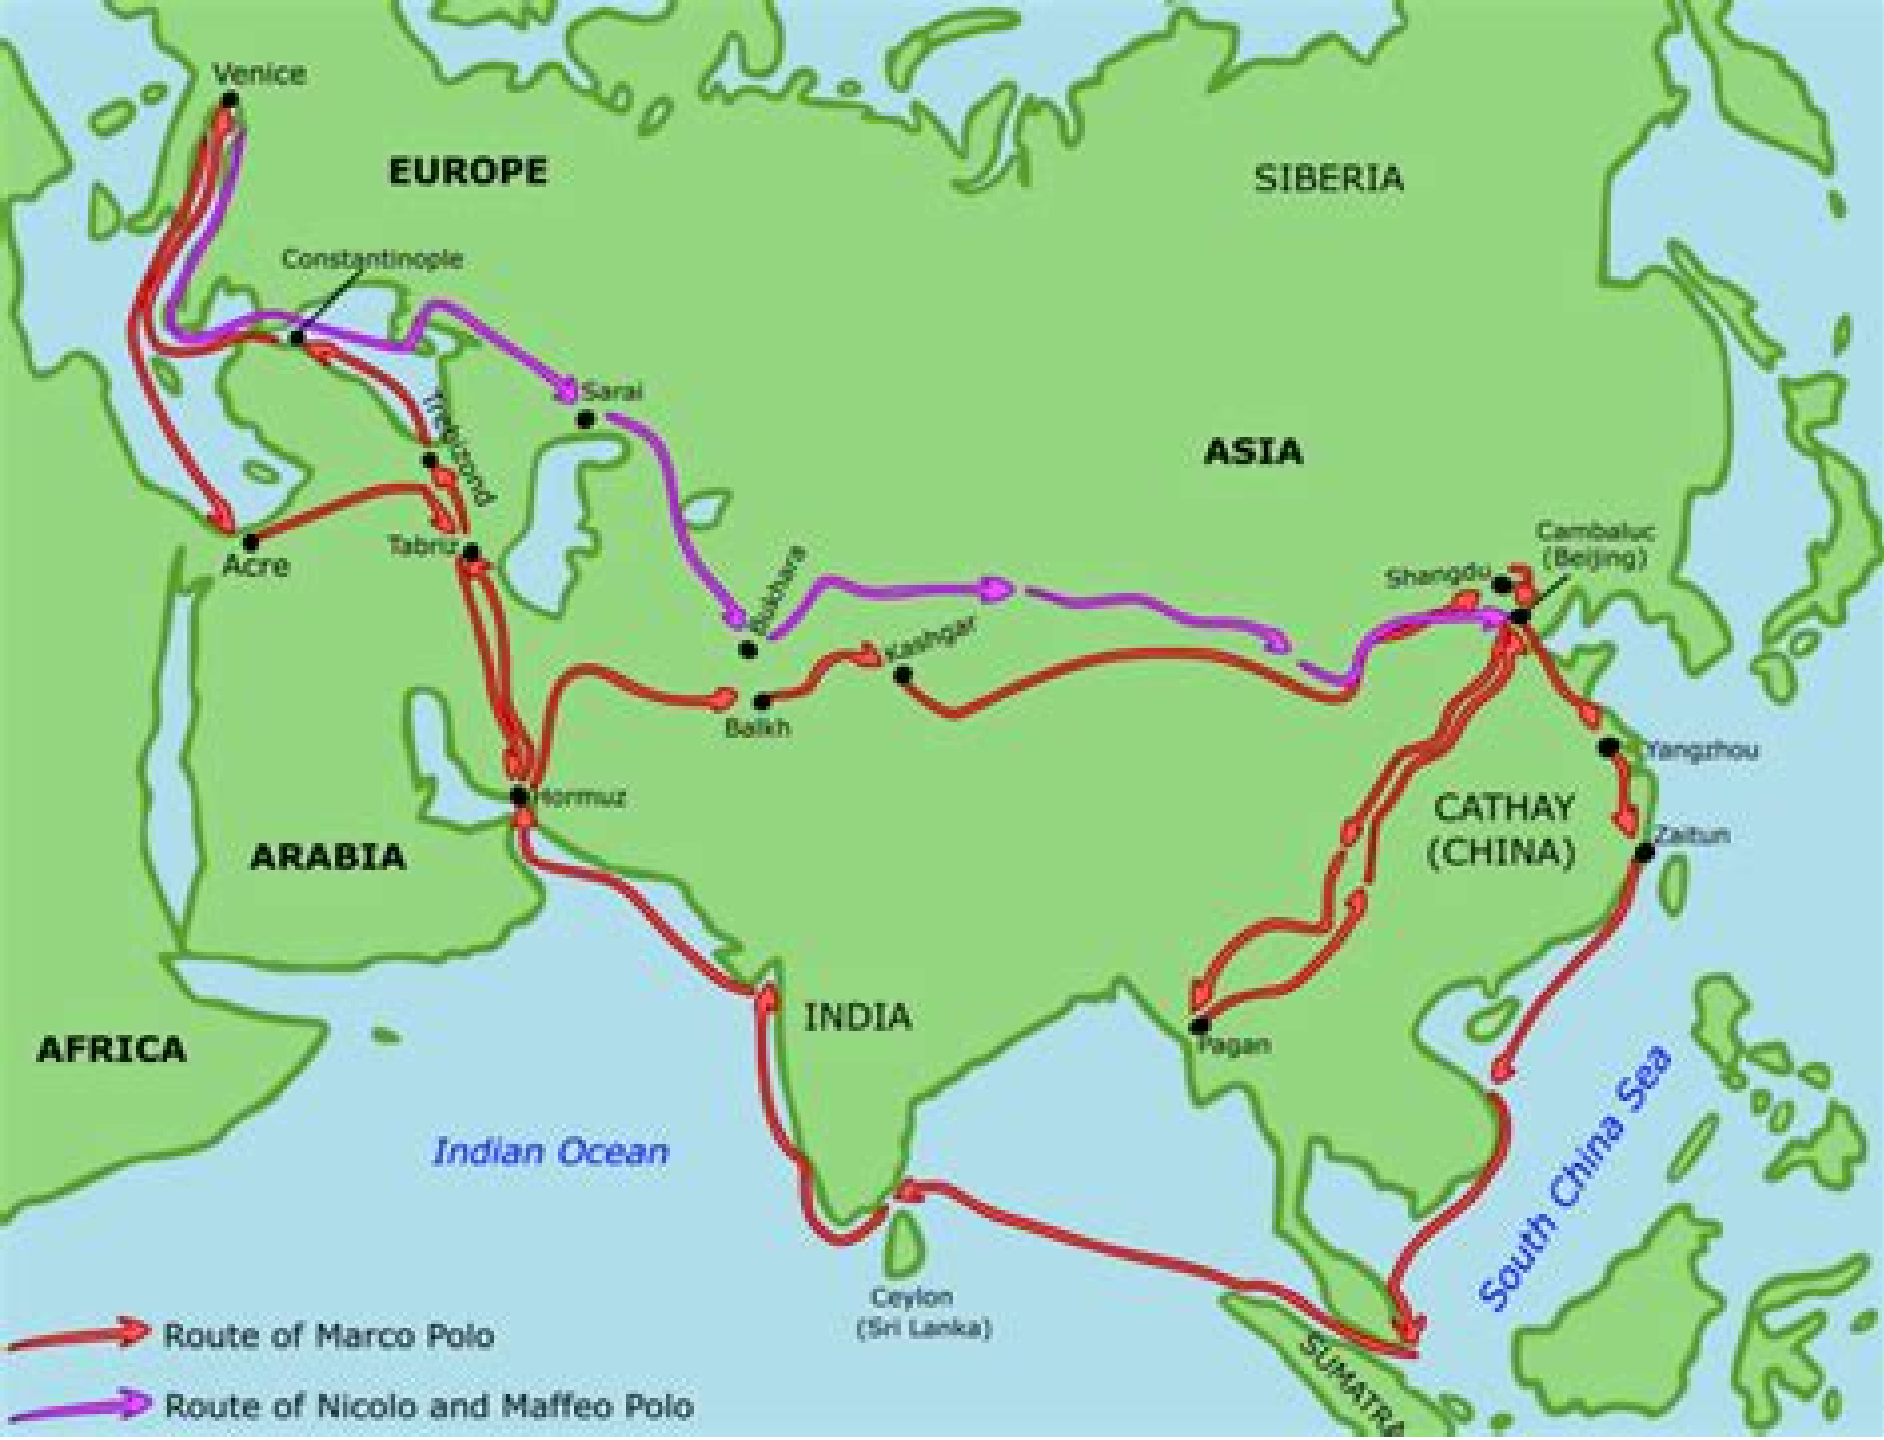 Venice
EUROPE
SIBERIA
Constantinople
Sarai
Trebizond
ASIA
Cambaluc
(Beijing)
Shangdu
Tabriz
Acre
Bukhara
Kashgar
Balkh
Yangzhou
Hormuz
CATHAY
(CHINA)
Zaitun
ARABIA
INDIA
Pagan
AFRICA
Indian Ocean
South China Sea
Ceylon
(Sri Lanka)
SUMATRA
Route of Marco Polo
Route of Nicolo and Maffeo Polo